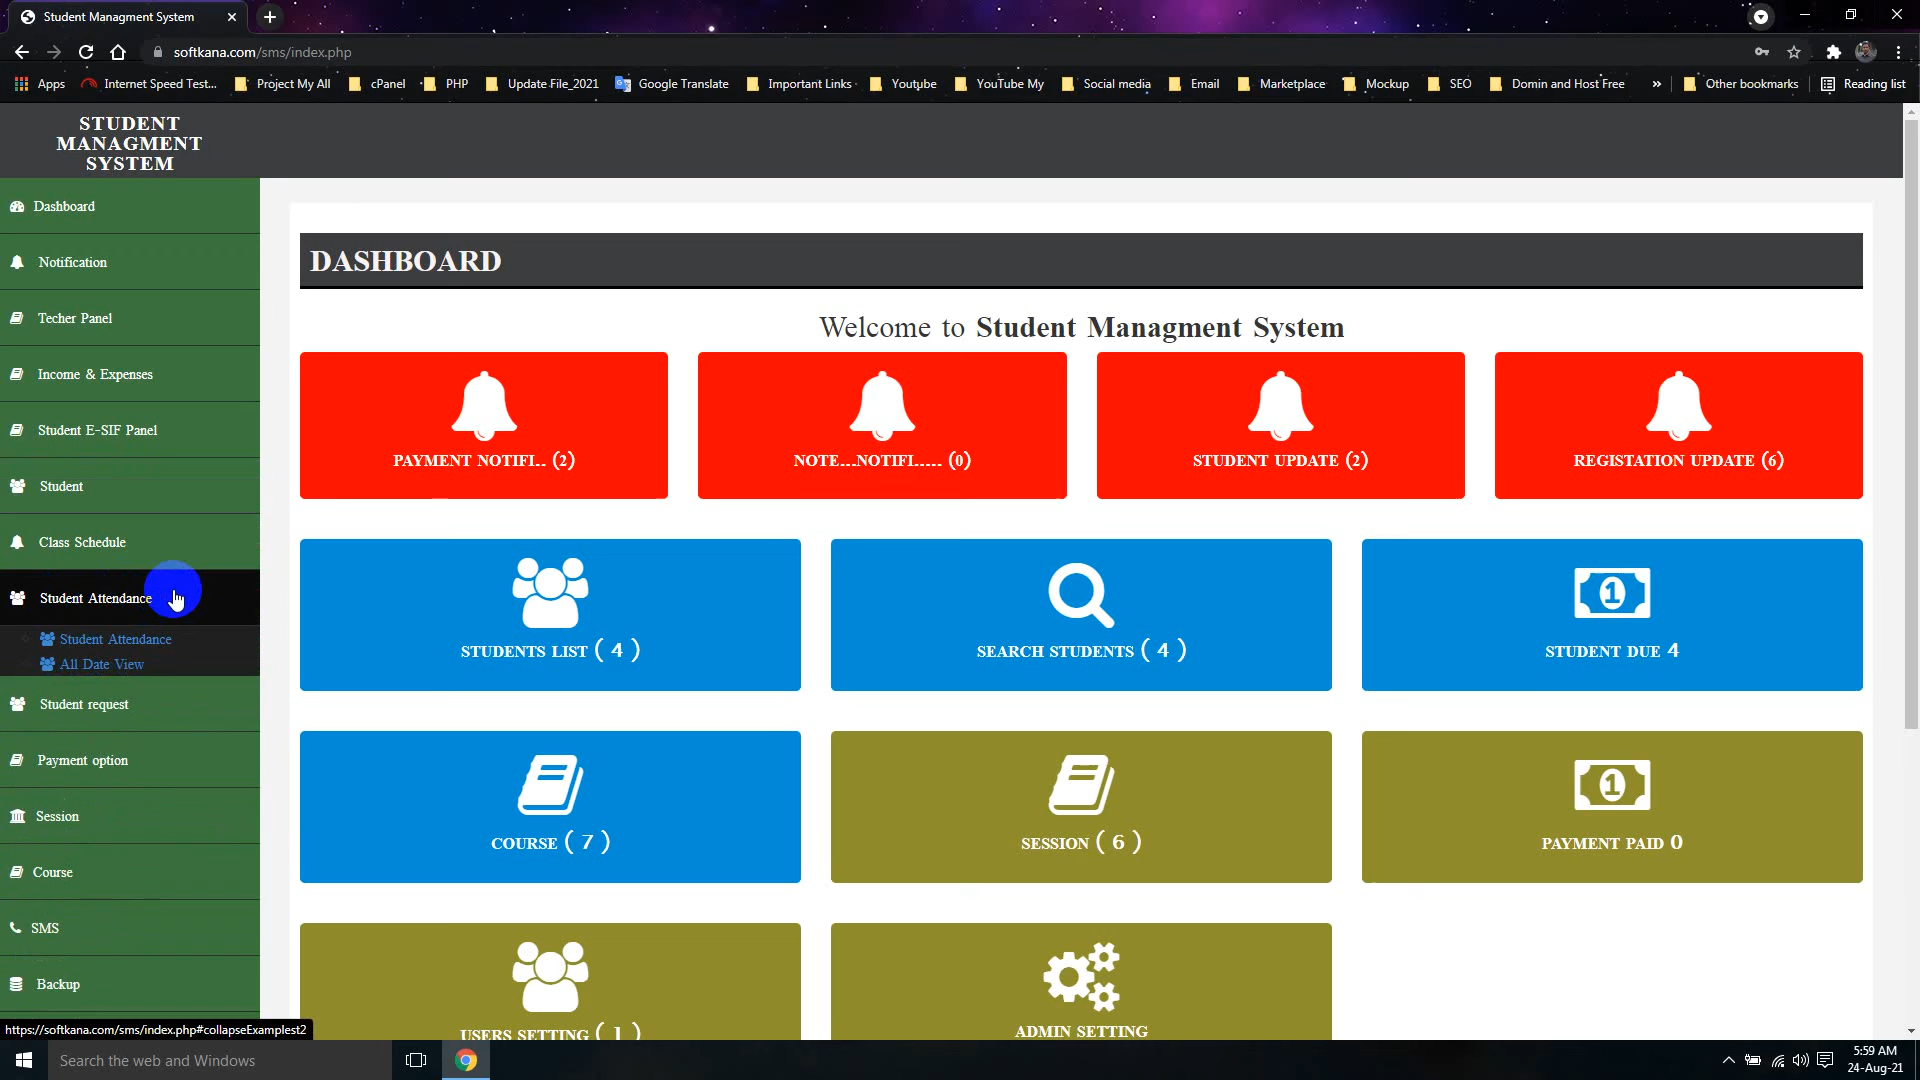 Student Managment System
softkana.com/sms/index.php
Apps
Internet Speed Test...
Project My All
cPanel
PHP
Update File_2021
Google Translate
Important Links
Youtybe
YouTube My
Social media
Email
Marketplace
Mockup
SEO
Domin and Host Free
»
Other bookmarks
Reading list
STUDENT
MANAGMENT
SYSTEM
Dashboard
Notification
Techer Panel
Income & Expenses
Student E-SIF Panel
Student
Class Schedule
Student Attendance
Student Attendance
All Date View
Student request
Payment option
Session
Course
SMS
Backup
DASHBOARD
Welcome to Student Managment System
PAYMENT NOTIFI.. (2)
NOTE...NOTIFI..... (0)
STUDENT UPDATE (2)
REGISTATION UPDATE (6)
STUDENTS LIST ( 4 )
SEARCH STUDENTS ( 4 )
STUDENT DUE 4
COURSE ( 7 )
SESSION ( 6 )
PAYMENT PAID 0
USERS SETTING ( 1 )
ADMIN SETTING
https://softkana.com/sms/index.php#collapseExamplest2
Search the web and Windows
5:59 AM
24-Aug-21